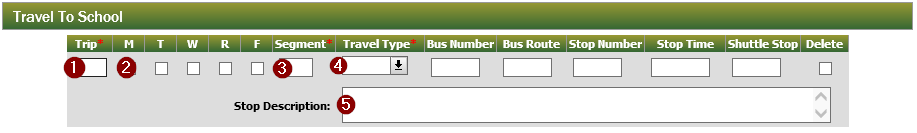 Travel To School
Trip* M T W R F Segment* Travel Type* Bus Number Bus Route Stop Number Stop Time Shuttle Stop Delete
1 2 3 4
Stop Description: 5